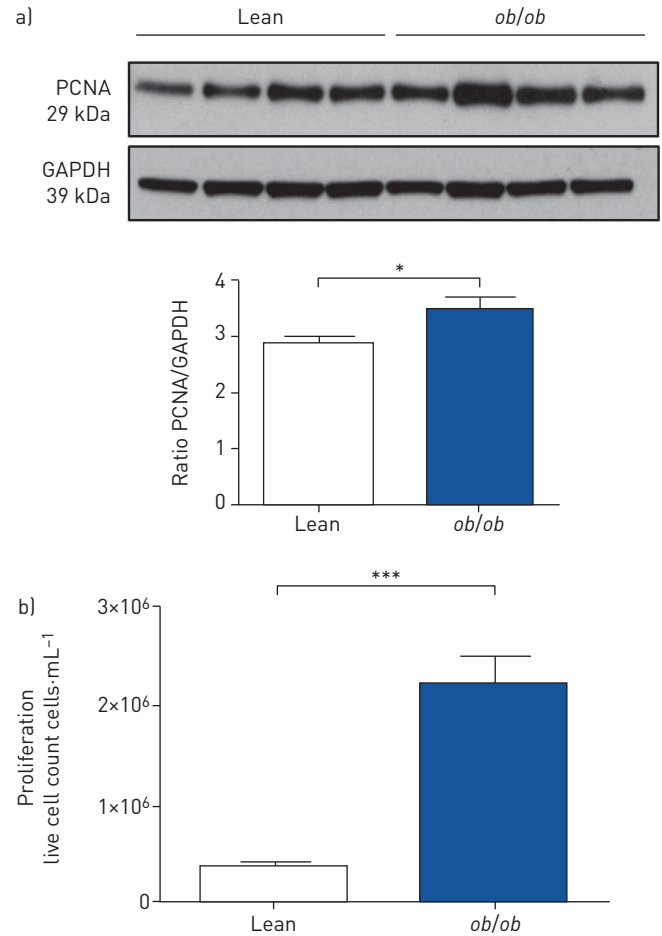 a)
Lean ob/ob
PCNA
29 kDa
GAPDH
39 kDa
*
4
3
2
1
0
Ratio PCNA/GAPDH
Lean ob/ob
b)
***
3×10⁶
2×10⁶
1×10⁶
0
Proliferation
live cell count cells·mL⁻¹
Lean ob/ob